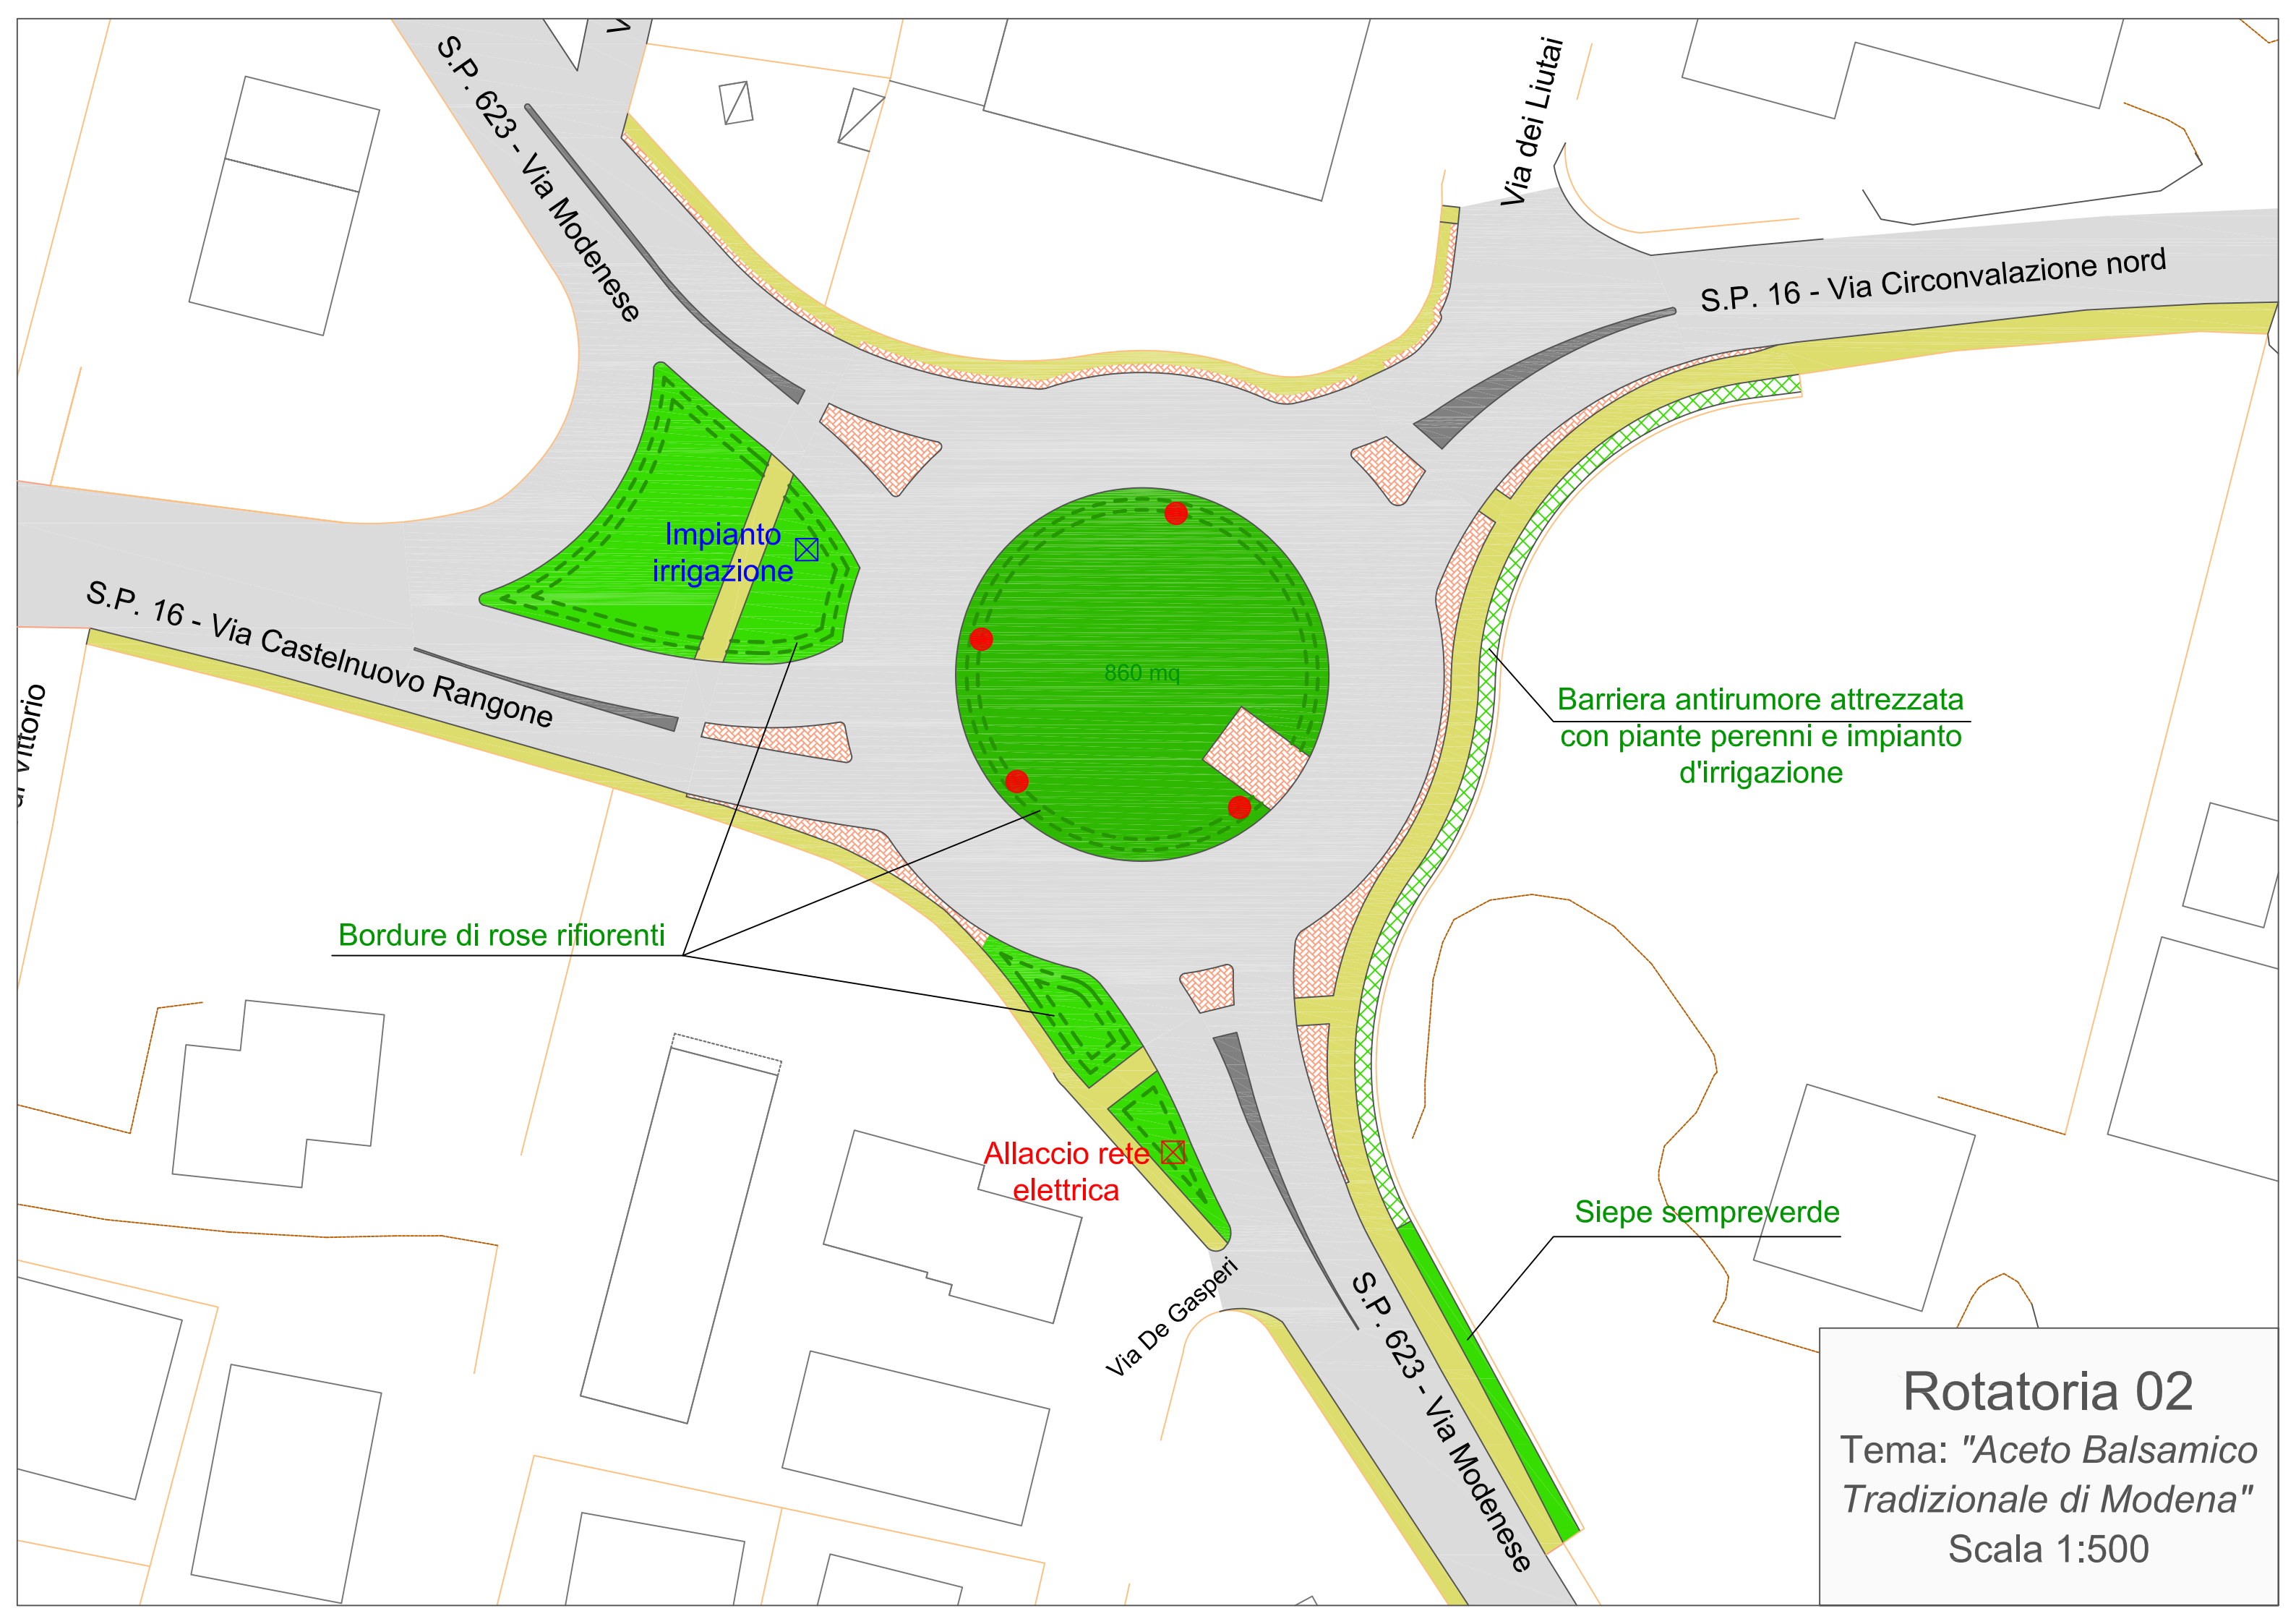 S.P. 623 - Via Modenese
Via dei Liutai
S.P. 16 - Via Circonvalazione nord
Impianto
irrigazione
S.P. 16 - Via Castelnuovo Rangone
Vittorio
860 mq
Barriera antirumore attrezzata
con piante perenni e impianto
d'irrigazione
Bordure di rose rifiorenti
Allaccio rete
elettrica
Siepe sempreverde
Via De Gasperi
S.P. 623 - Via Modenese
Rotatoria 02
Tema: "Aceto Balsamico
Tradizionale di Modena"
Scala 1:500